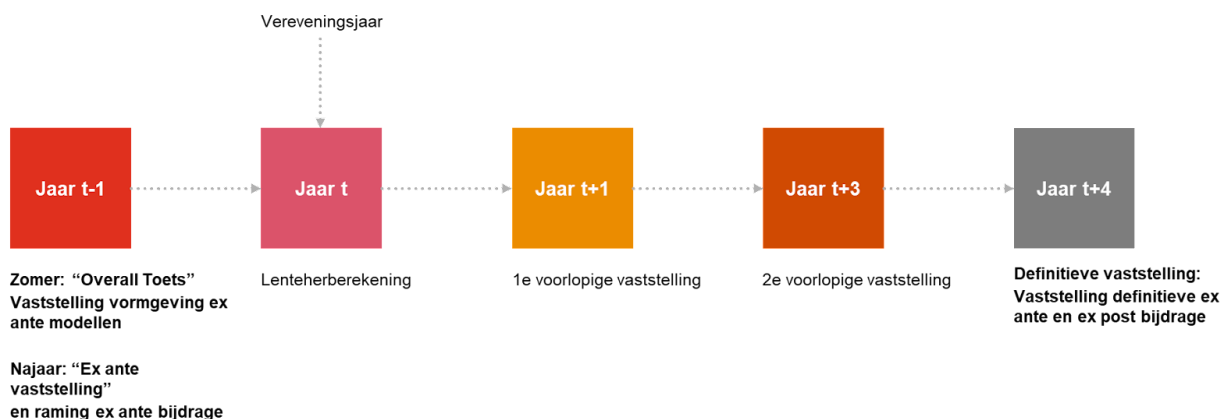 Vereveningsjaar
Jaar t-1
Jaar t
Jaar t+1
Jaar t+3
Jaar t+4
Zomer: “Overall Toets”
Vaststelling vormgeving ex
ante modellen
Najaar: “Ex ante
vaststelling”
en raming ex ante bijdrage
Lenteherberekening
1e voorlopige vaststelling
2e voorlopige vaststelling
Definitieve vaststelling:
Vaststelling definitieve ex
ante en ex post bijdrage